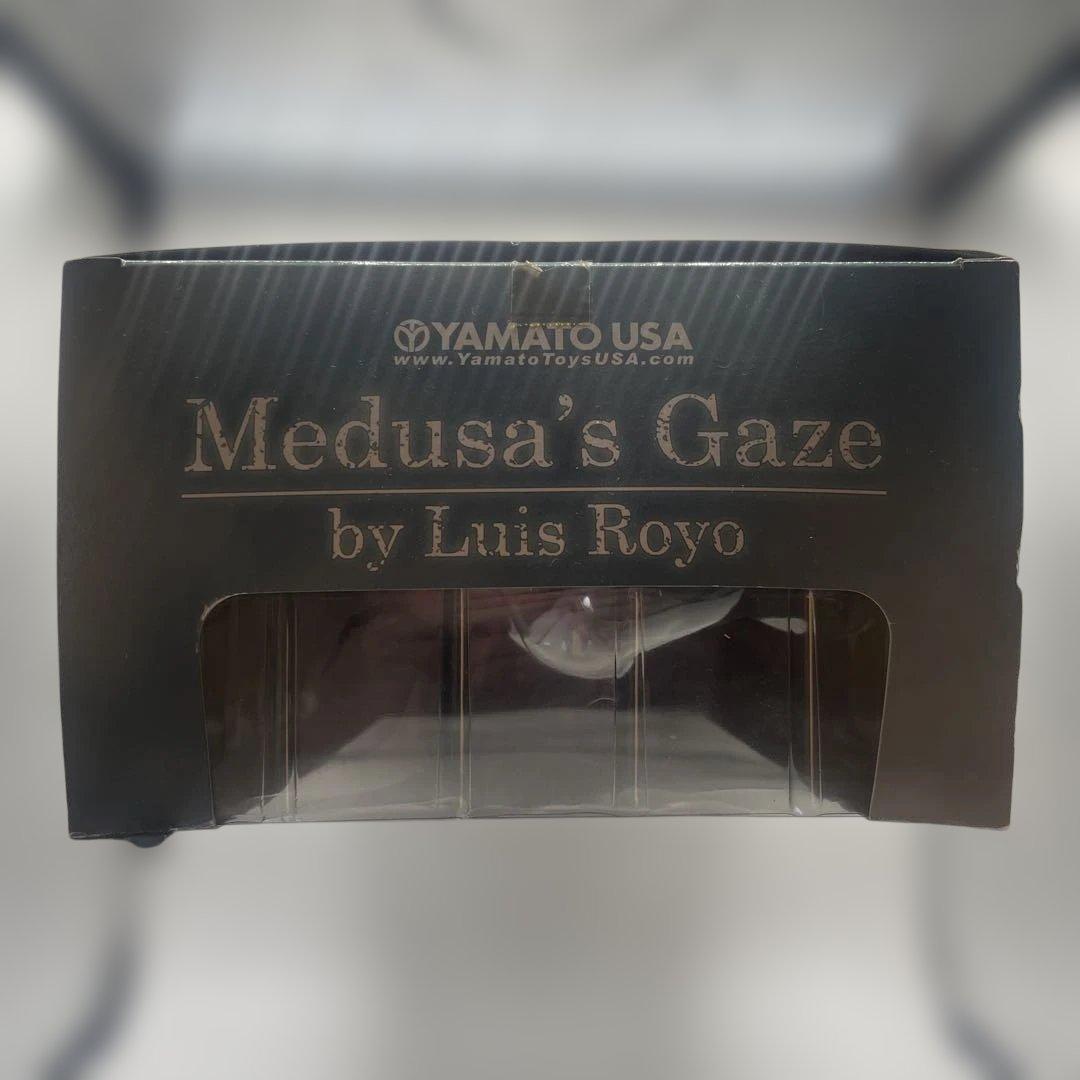 YAMATO USA
www.YamatoToysUSA.com
Medusa's Gaze
by Luis Royo